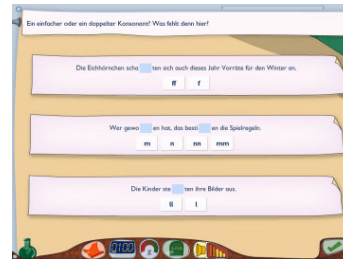 Ein einfacher oder ein doppelter Konsonant? Was fehlt denn hier?
Die Eichhörnchen scha ten sich auch dieses Jahr Vorräte für den Winter an.
ff f
Wer gewo en hat, das besti en die Spielregeln.
m n nn mm
Die Kinder ste ten ihre Bilder aus.
ll l
0100